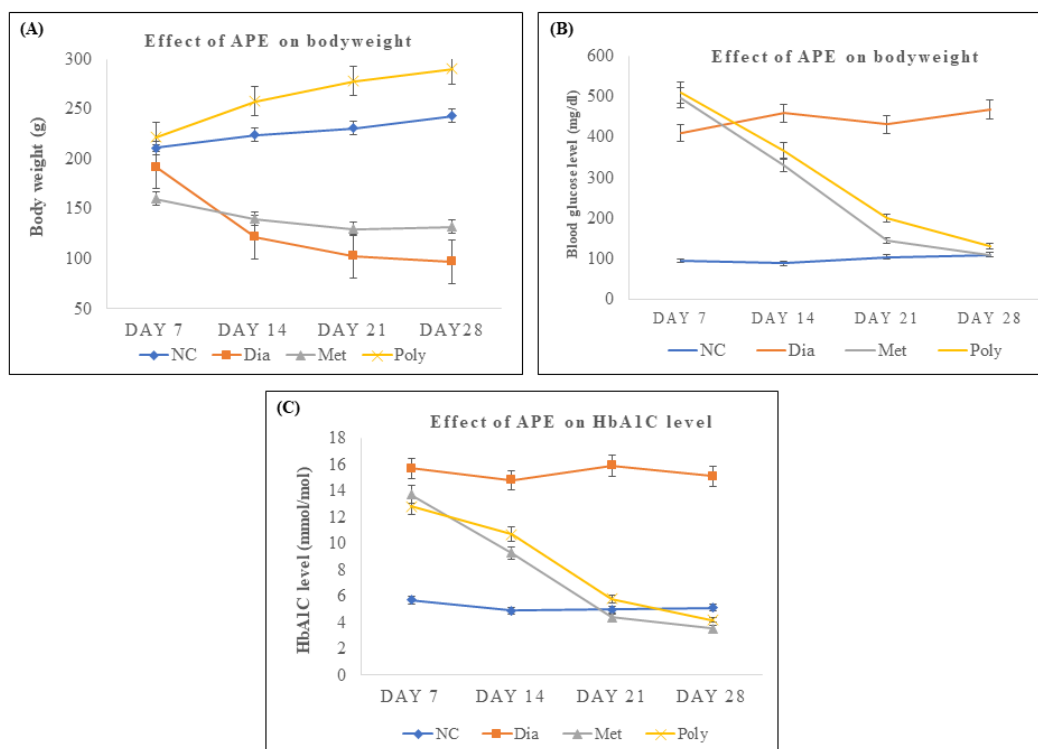 (A)
Effect of APE on bodyweight
300
250
200
150
100
50
Body weight (g)
DAY 7 DAY 14 DAY 21 DAY28
NC Dia Met Poly
(B)
Effect of APE on bodyweight
600
500
400
300
200
100
0
Blood glucose level (mg/dl)
DAY 7 DAY 14 DAY 21 DAY 28
NC Dia Met Poly
(C)
Effect of APE on HbA1C level
18
16
14
12
10
8
6
4
2
0
HbA1C level (mmol/mol)
DAY 7 DAY 14 DAY 21 DAY 28
NC Dia Met Poly